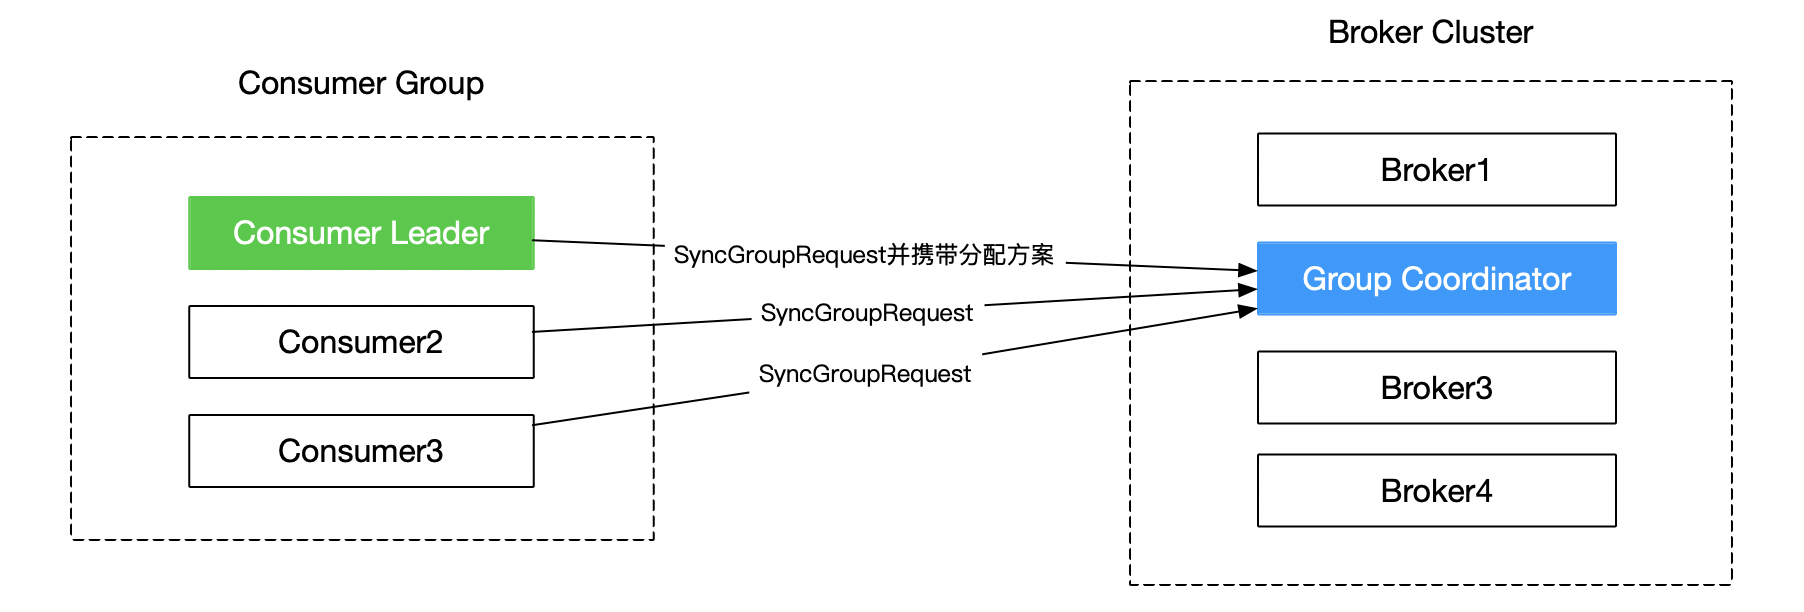 Consumer Group
Consumer Leader
Consumer2
Consumer3
SyncGroupRequest并携带分配方案
SyncGroupRequest
SyncGroupRequest
Broker Cluster
Broker1
Group Coordinator
Broker3
Broker4